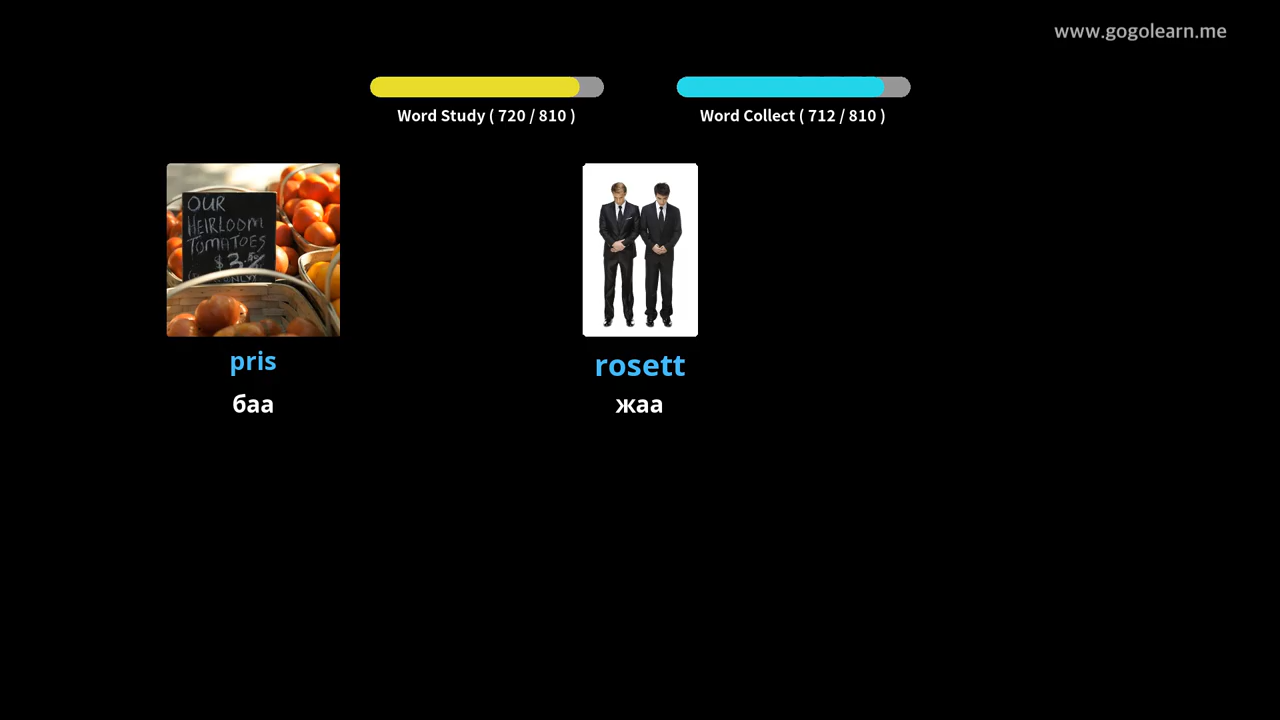 www.gogolearn.me
Word Study ( 720 / 810 )
Word Collect ( 712 / 810 )
OUR
HEIRLOOM
TOMATOES
pris
баа
rosett
жаа